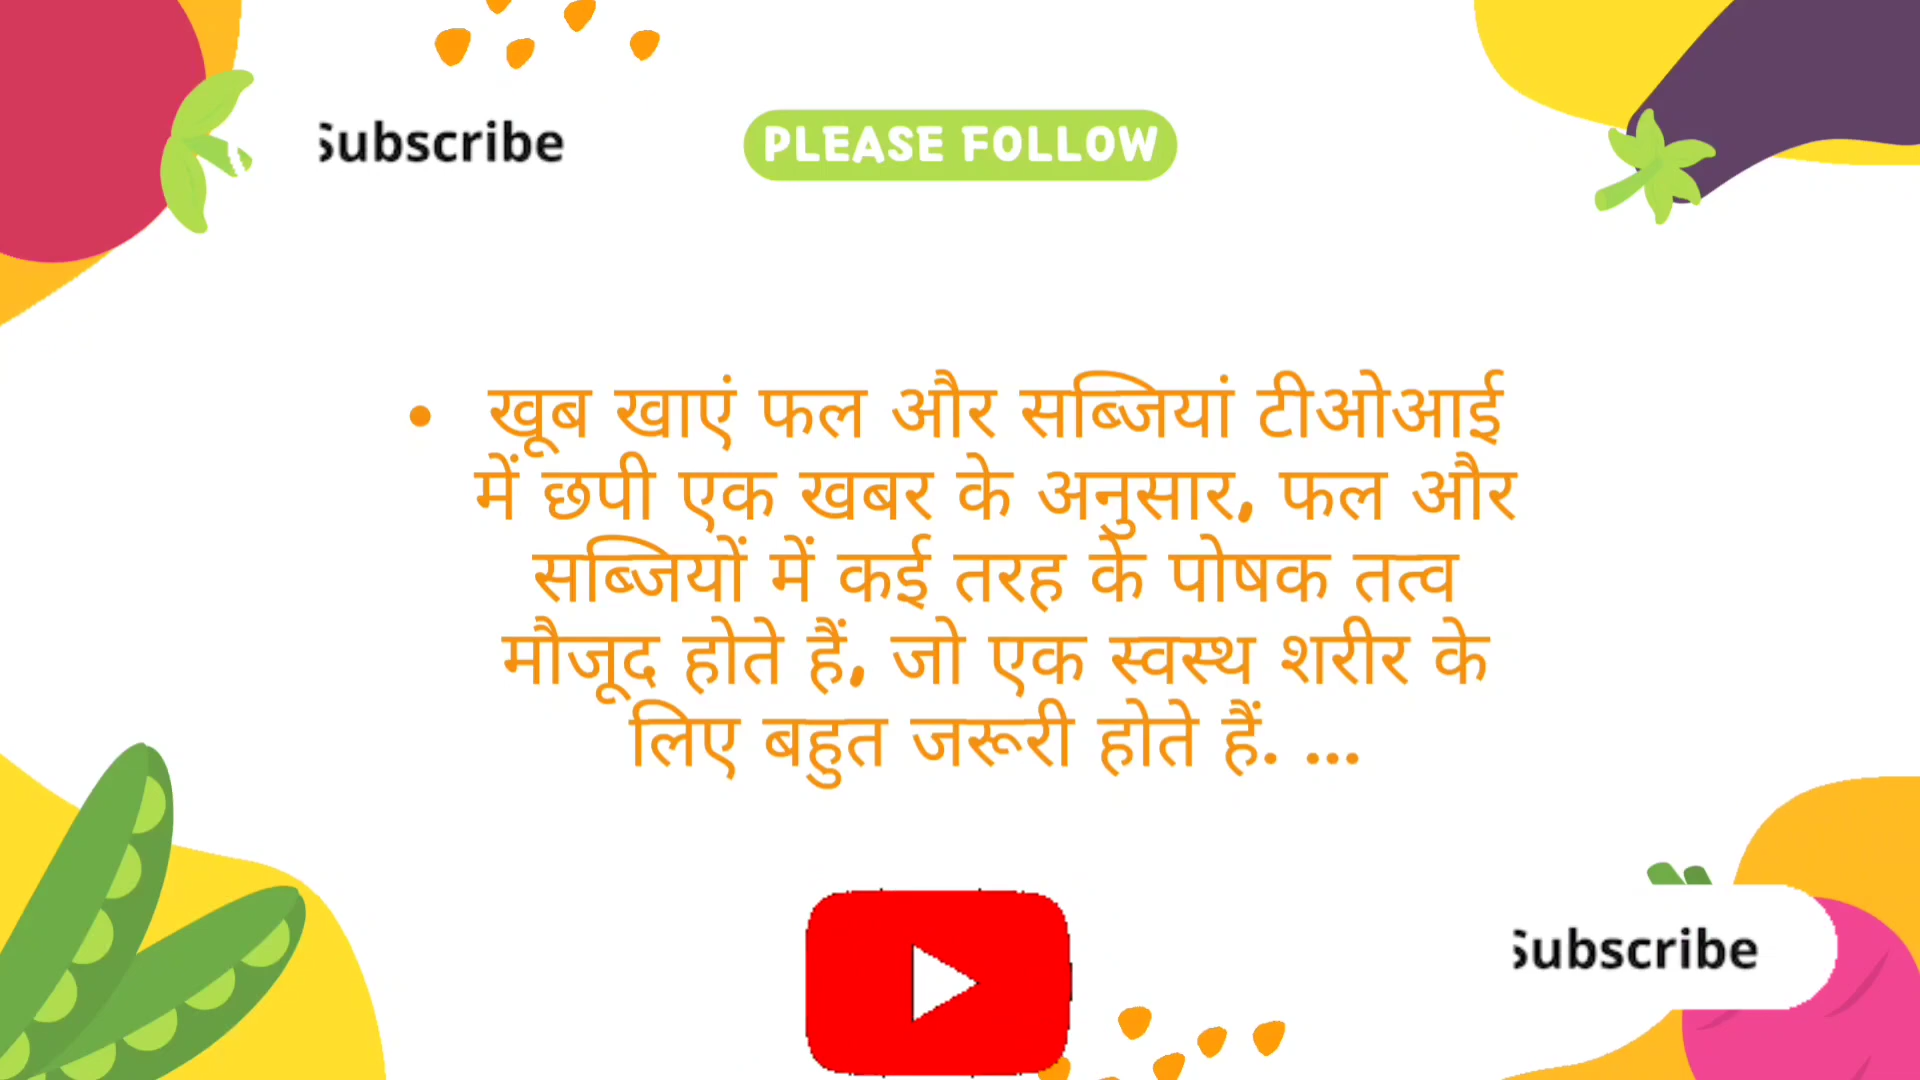 Subscribe
PLEASE FOLLOW
• खूब खाएं फल और सब्जियां टीओआई
में छपी एक खबर के अनुसार, फल और
सब्जियों में कई तरह के पोषक तत्व
मौजूद होते हैं, जो एक स्वस्थ शरीर के
लिए बहुत जरूरी होते हैं. ...
Subscribe